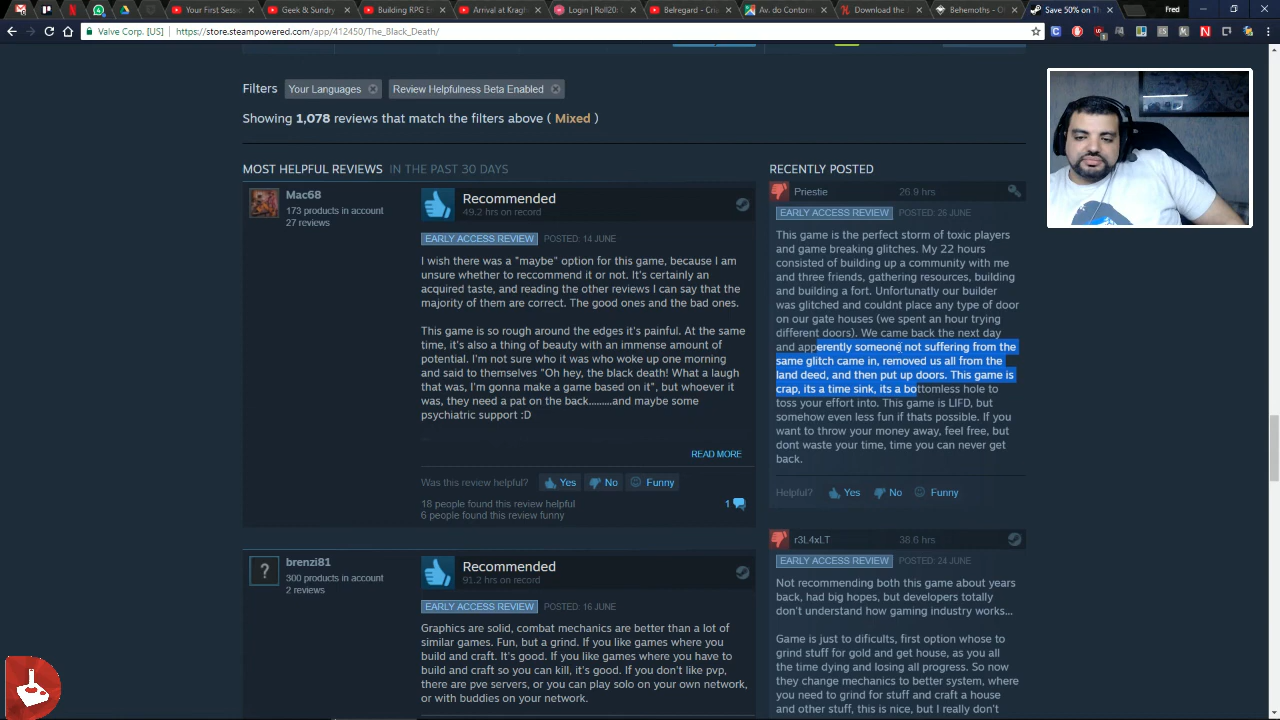 Your First Sess
Geek & Sundry
Building RPG E
Arrival at Kragh
Login | Roll20:
Belregard - Cria
Av. do Contorno
Download the
Behemoths - O
Save 50% on Th
Fred
Valve Corp. [US] | https://store.steampowered.com/app/412450/The_Black_Death/
Filters Your Languages Review Helpfulness Beta Enabled
Showing 1,078 reviews that match the filters above ( Mixed )
MOST HELPFUL REVIEWS IN THE PAST 30 DAYS
Mac68
173 products in account
27 reviews
Recommended
49.2 hrs on record
EARLY ACCESS REVIEW POSTED: 14 JUNE
I wish there was a "maybe" option for this game, because I am
unsure whether to reccommend it or not. It's certainly an
acquired taste, and reading the other reviews I can say that the
majority of them are correct. The good ones and the bad ones.
This game is so rough around the edges it's painful. At the same
time, it's also a thing of beauty with an immense amount of
potential. I'm not sure who it was who woke up one morning
and said to themselves "Oh hey, the black death! What a laugh
that was, I'm gonna make a game based on it", but whoever it
was, they need a pat on the back.........and maybe some
psychiatric support :D
READ MORE
Was this review helpful? Yes No Funny
18 people found this review helpful
6 people found this review funny
1
brenzi81
300 products in account
2 reviews
Recommended
91.2 hrs on record
EARLY ACCESS REVIEW POSTED: 16 JUNE
Graphics are solid, combat mechanics are better than a lot of
similar games. Fun, but a grind. If you like games where you
build and craft. It's good. If you like games where you have to
build and craft so you can kill, it's good. If you don't like pvp,
there are pve servers, or you can play solo on your own network,
or with buddies on your network.
RECENTLY POSTED
Priestie 26.9 hrs
EARLY ACCESS REVIEW POSTED: 26 JUNE
This game is the perfect storm of toxic players
and game breaking glitches. My 22 hours
consisted of building up a community with me
and three friends, gathering resources, building
and building a fort. Unfortunatly our builder
was glitched and couldnt place any type of door
on our gate houses (we spent an hour trying
different doors). We came back the next day
and apperently someone not suffering from the
same glitch came in, removed us all from the
land deed, and then put up doors. This game is
crap, its a time sink, its a bottomless hole to
toss your effort into. This game is LIFD, but
somehow even less fun if thats possible. If you
want to throw your money away, feel free, but
dont waste your time, time you can never get
back.
Helpful? Yes No Funny
r3L4xLT 38.6 hrs
EARLY ACCESS REVIEW POSTED: 24 JUNE
Not recommending both this game about years
back, had big hopes, but developers totally
don't understand how gaming industry works...
Game is just to dificults, first option whose to
grind stuff for gold and get house, as you all
the time dying and losing all progress. So now
they change mechanics to better system, where
you need to grind for stuff and craft a house
and other stuff, this is nice, but I really don't